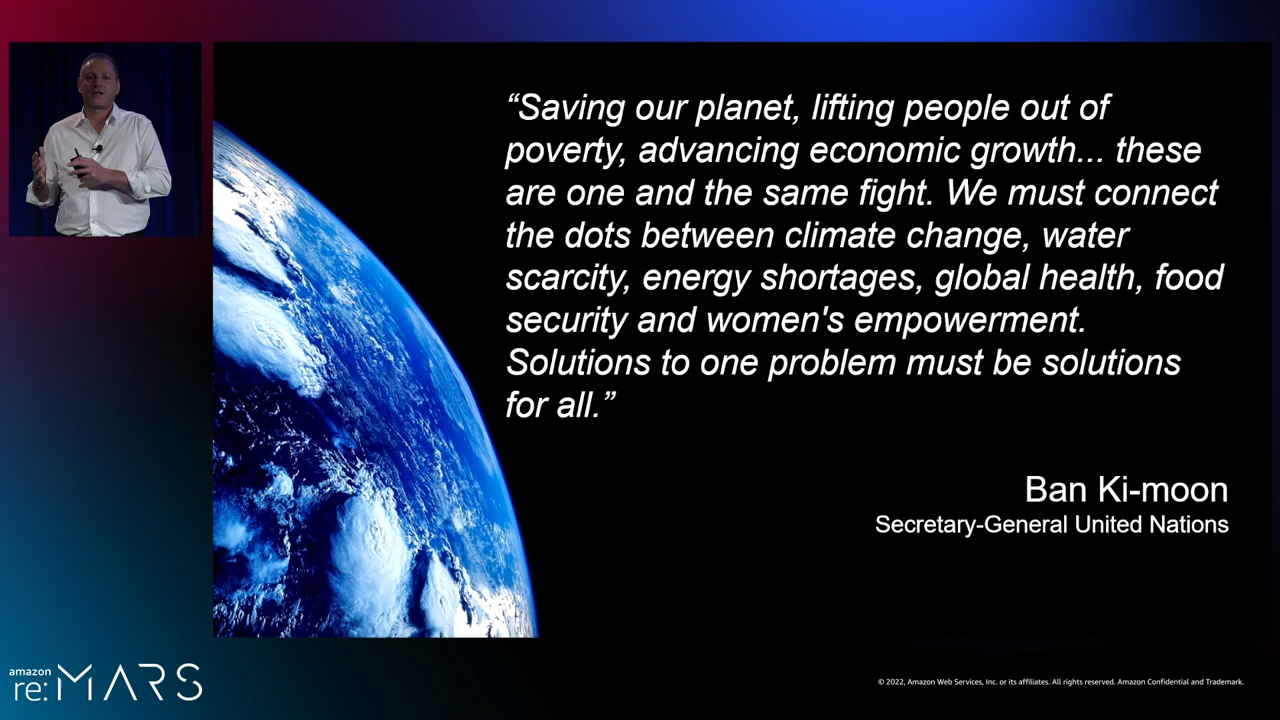 “Saving our planet, lifting people out of
poverty, advancing economic growth... these
are one and the same fight. We must connect
the dots between climate change, water
scarcity, energy shortages, global health, food
security and women's empowerment.
Solutions to one problem must be solutions
for all.”
Ban Ki-moon
Secretary-General United Nations
amazon
re:MARS
© 2022, Amazon Web Services, Inc. or its affiliates. All rights reserved. Amazon Confidential and Trademark.